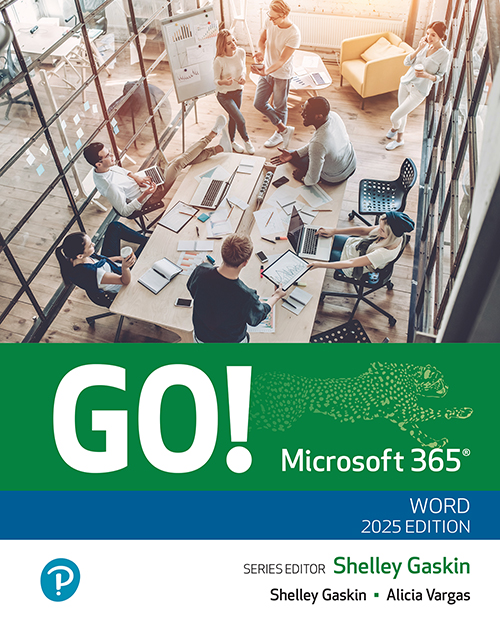 GO!
Microsoft 365®
WORD
2025 EDITION
SERIES EDITOR Shelley Gaskin
Shelley Gaskin ▪ Alicia Vargas
P